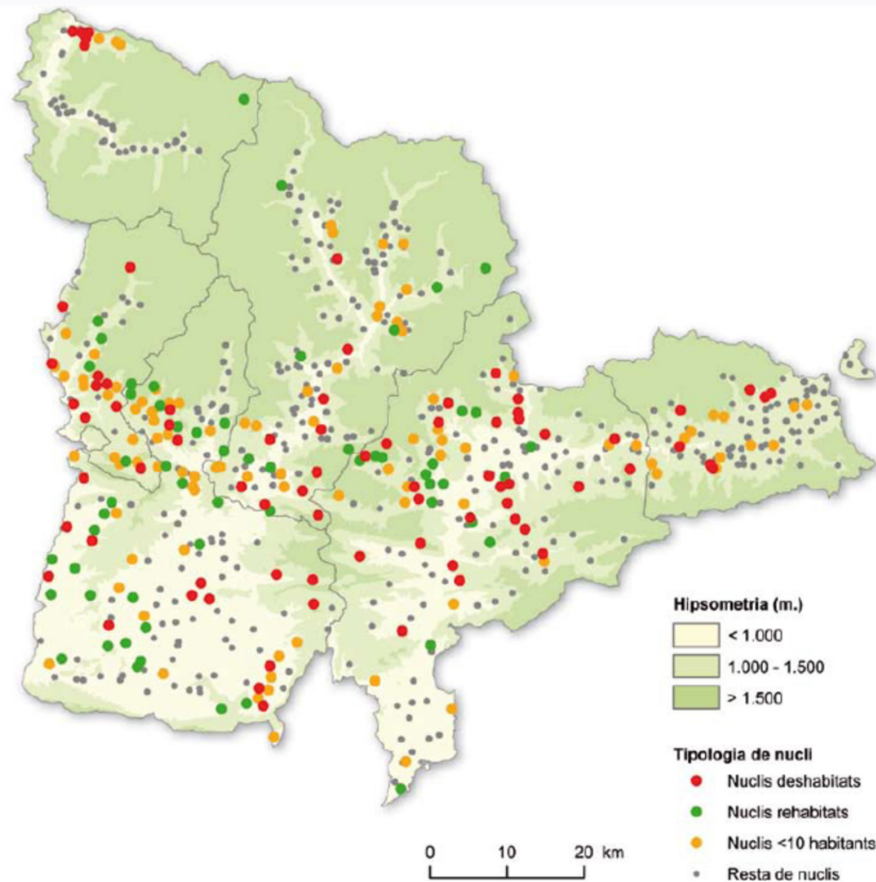 Hipsometria (m.)
< 1.000
1.000 - 1.500
> 1.500
Tipologia de nucli
Nuclis deshabitats
Nuclis rehabitats
Nuclis <10 habitants
Resta de nuclis
0 10 20 km